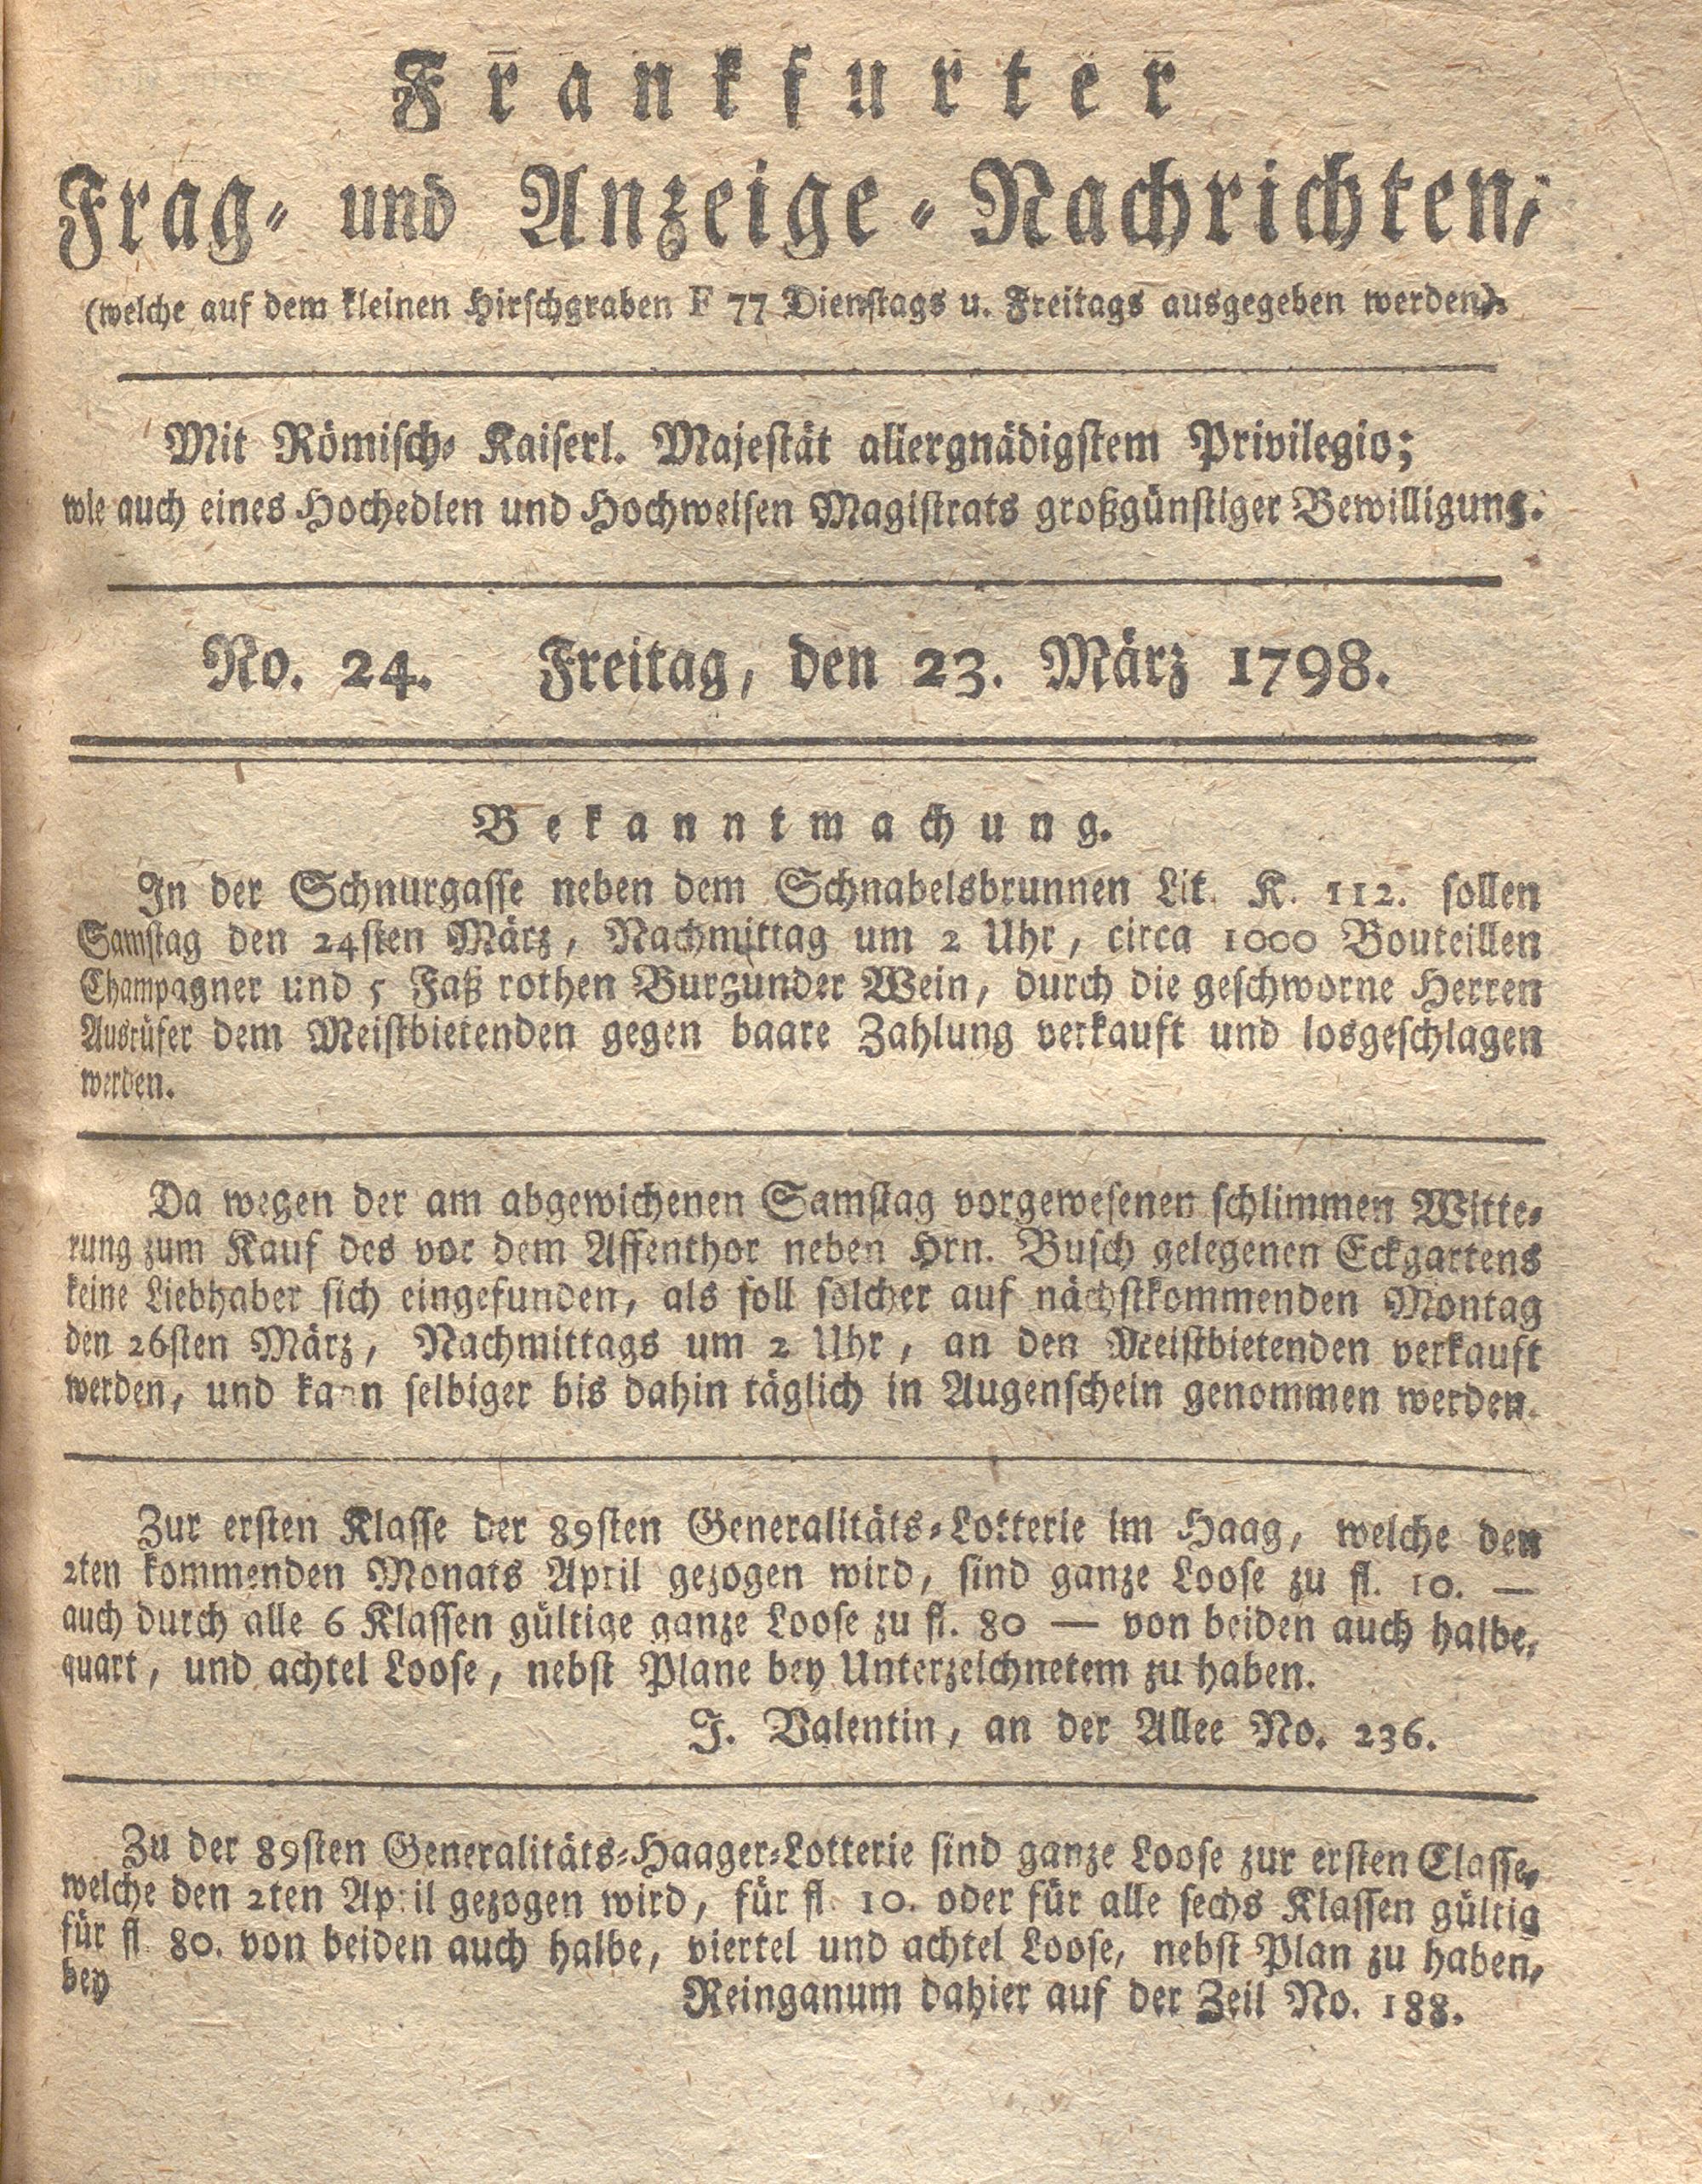 Frankfurter
Frag- und Anzeige-Nachrichten,
(welche auf dem kleinen Hirschgraben F 77 Dienstags u. Freitags ausgegeben werden).
Mit Römisch- Kaiserl. Majestät allergnädigstem Privilegio;
wie auch eines Hochedlen und Hochweisen Magistrats großgünstiger Bewilligung.
No. 24. Freitag, den 23. März 1798.
Bekanntmachung.
In der Schnurgasse neben dem Schnabelsbrunnen Lit. K. 112. sollen
Samstag den 24sten März, Nachmittag um 2 Uhr, circa 1000 Bouteillen
Champagner und 5 Faß rothen Burgunder Wein, durch die geschworne Herren
Ausrüfer dem Meistbietenden gegen baare Zahlung verkauft und losgeschlagen
werden.
Da wegen der am abgewichenen Samstag vorgewesenen schlimmen Witte-
rung zum Kauf des vor dem Affenthor neben Hrn. Busch gelegenen Eckgartens
keine Liebhaber sich eingefunden, als soll solcher auf nächstkommenden Montag
den 26sten März, Nachmittags um 2 Uhr, an den Meistbietenden verkauft
werden, und kann selbiger bis dahin täglich in Augenschein genommen werden.
Zur ersten Klasse der 89sten Generalitäts-Lotterie im Haag, welche den
2ten kommenden Monats April gezogen wird, sind ganze Loose zu fl. 10. —
auch durch alle 6 Klassen gültige ganze Loose zu fl. 80 — von beiden auch halbe,
quart, und achtel Loose, nebst Plane bey Unterzeichnetem zu haben.
J. Valentin, an der Allee No. 236.
Zu der 89sten Generalitäts-Haager-Lotterie sind ganze Loose zur ersten Classe,
welche den 2ten April gezogen wird, für fl. 10. oder für alle sechs Klassen gültig
für fl. 80. von beiden auch halbe, viertel und achtel Loose, nebst Plan zu haben,
bey
Reinganum dahier auf der Zeil No. 188.